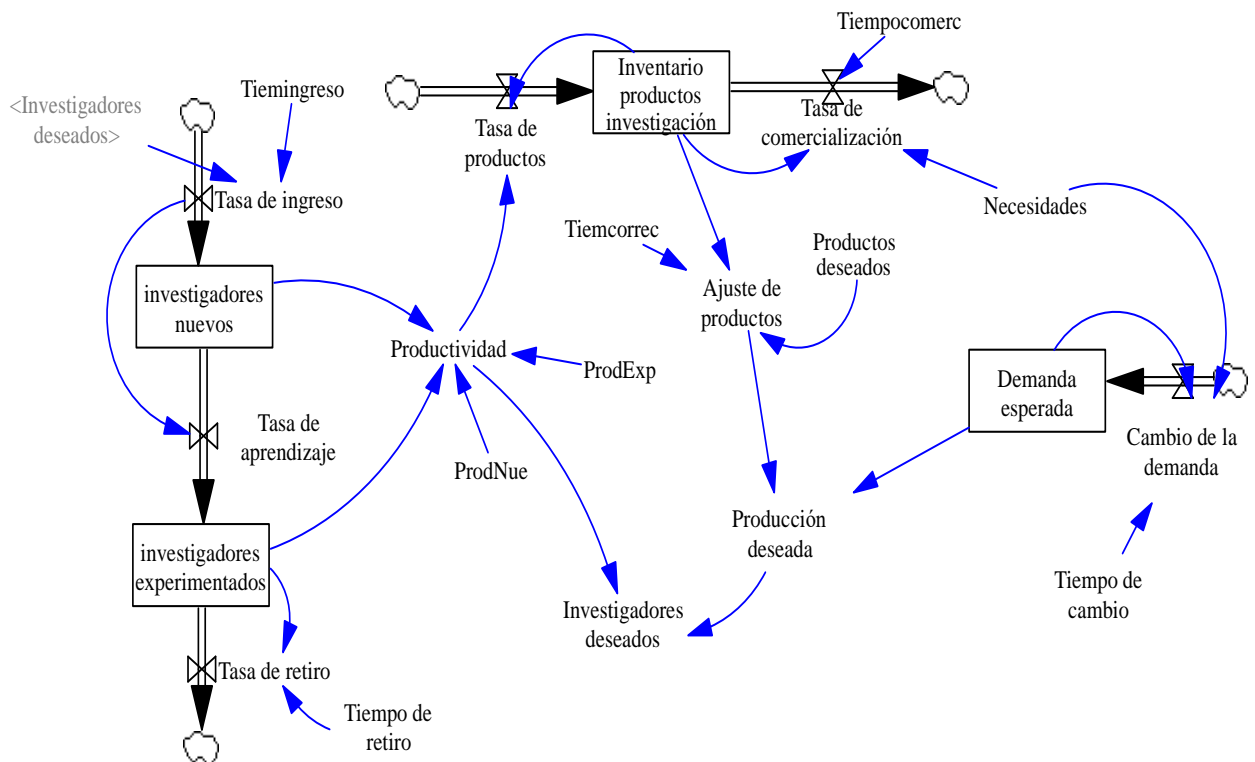 Tiempocomerc
Inventario
productos
investigación
Tiemingreso
<Investigadores
deseados>
Tasa de
productos
Tasa de
comercialización
Tasa de ingreso
Necesidades
Tiemcorrec
Productos
deseados
investigadores
nuevos
Ajuste de
productos
Productividad
ProdExp
Demanda
esperada
Tasa de
aprendizaje
Cambio de la
demanda
ProdNue
Producción
deseada
investigadores
experimentados
Tiempo de
cambio
Investigadores
deseados
Tasa de retiro
Tiempo de
retiro